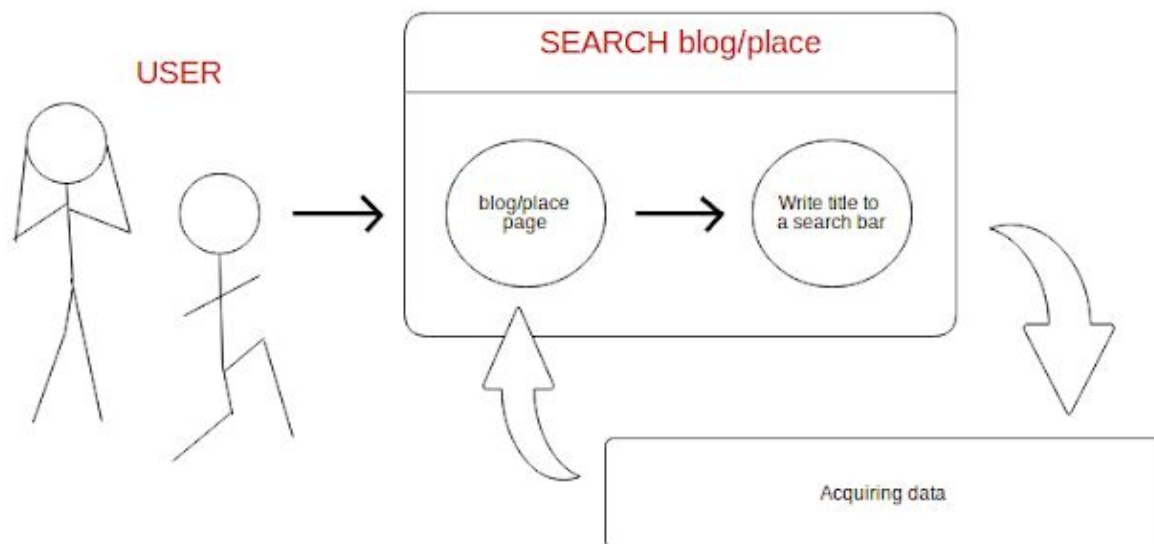 USER
SEARCH blog/place
blog/place
page
Write title to
a search bar
Acquiring data